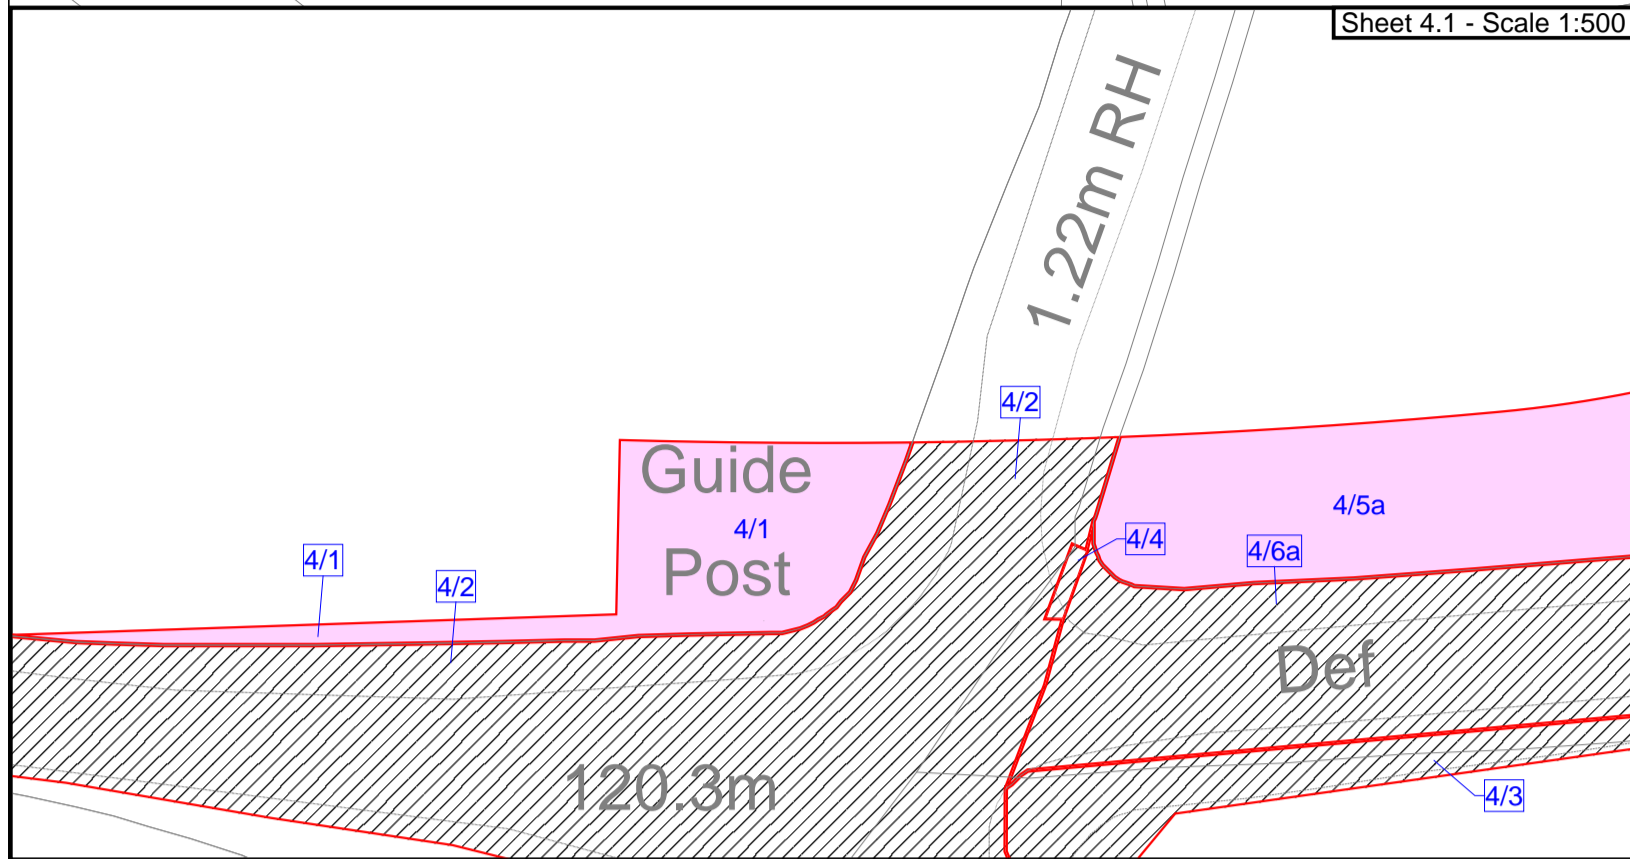 Sheet 4.1 - Scale 1:500
1.22m RH
4/2
Guide
4/1
Post
4/5a
4/4
4/6a
4/1
4/2
Def
120.3m
4/3